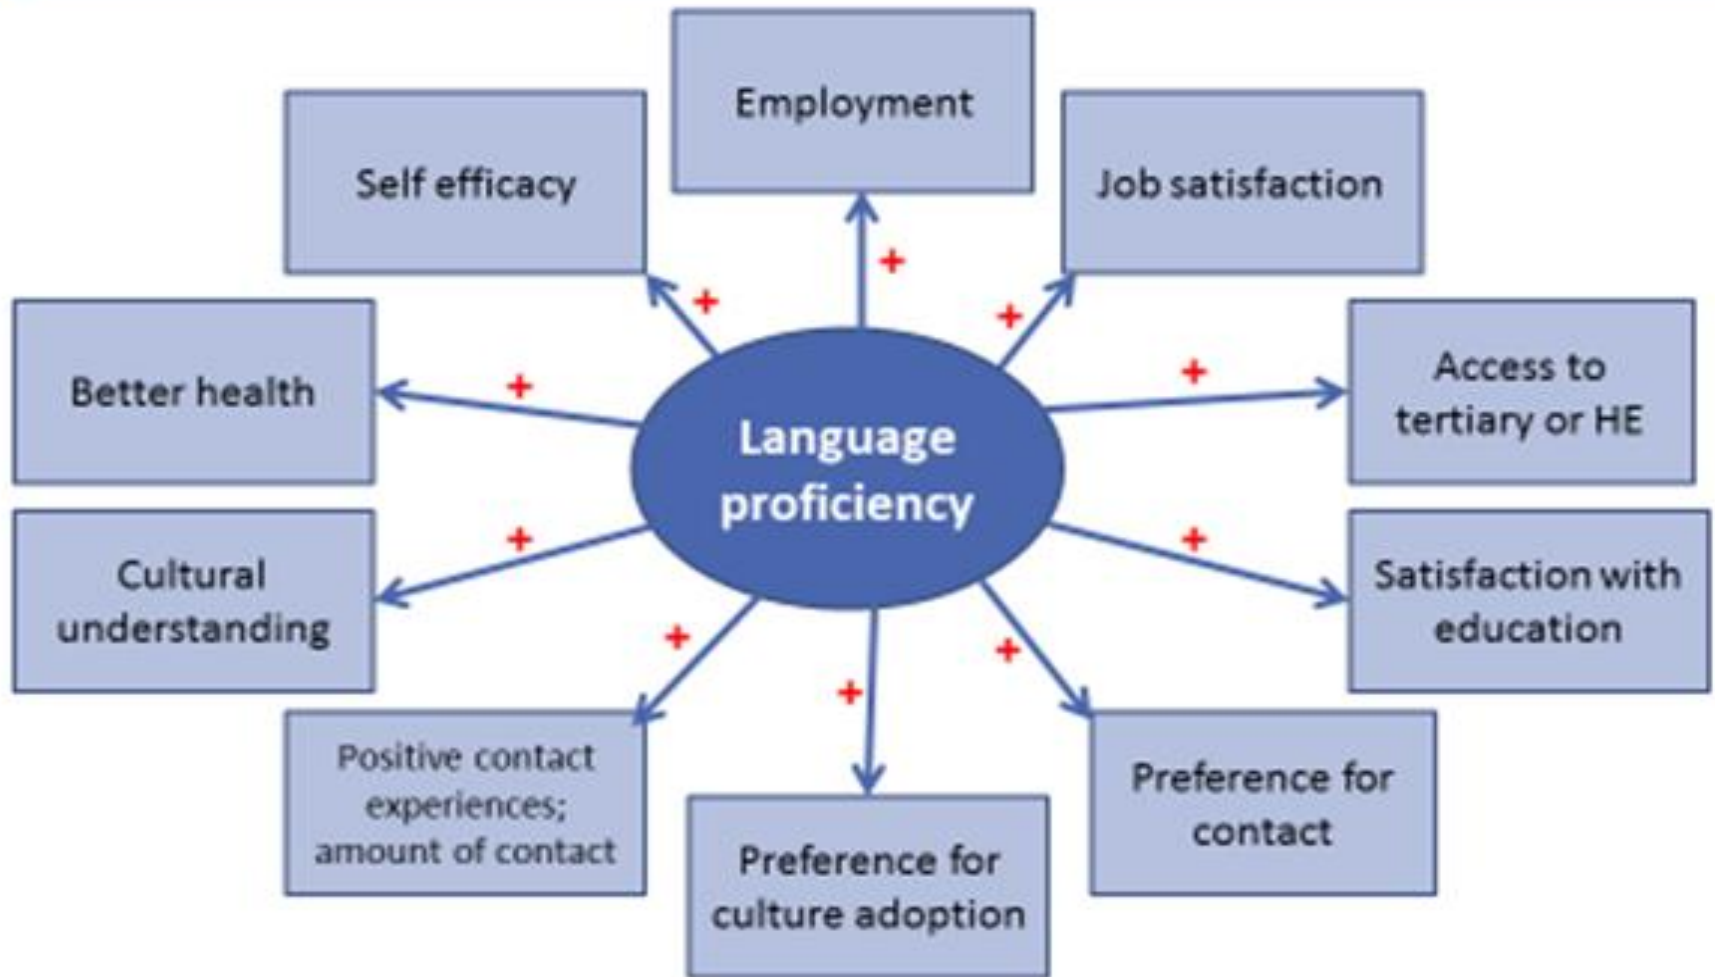 Employment
Self efficacy
Job satisfaction
+
+
+
Better health
+
+
Access to
tertiary or HE
Language
proficiency
Cultural
understanding
+
+
Satisfaction with
education
+
+
+
Positive contact
experiences;
amount of contact
Preference for
culture adoption
Preference for
contact